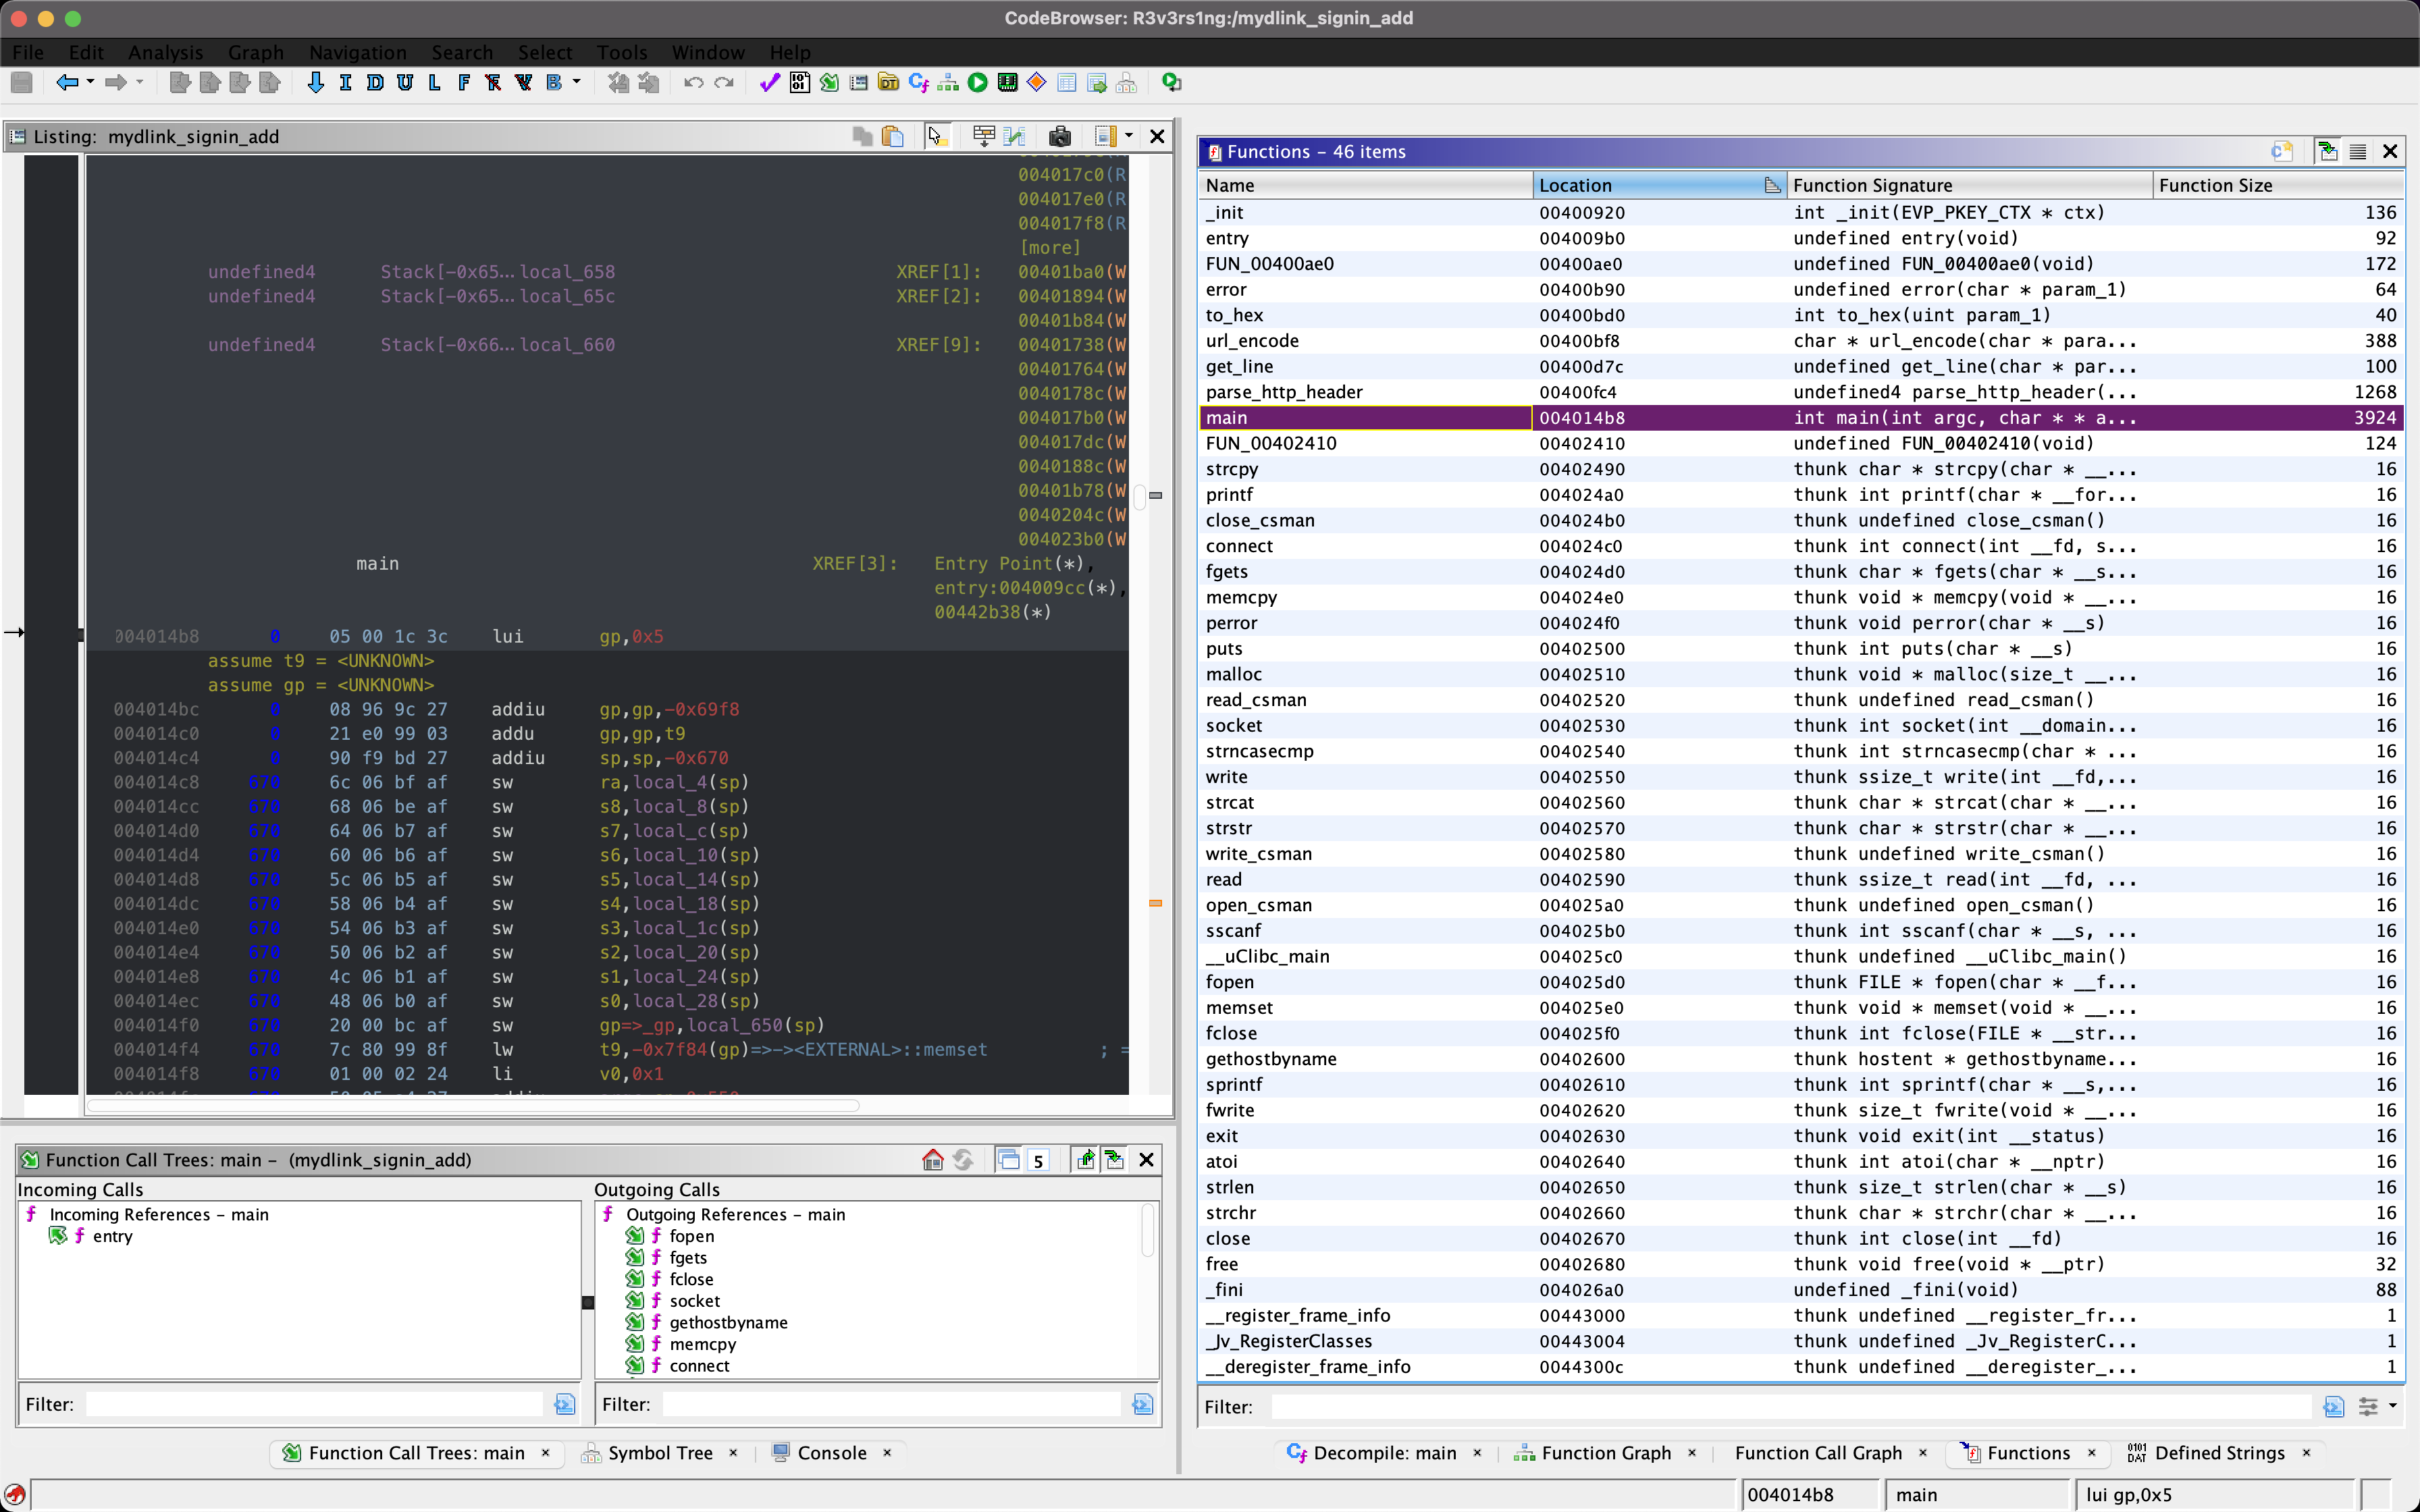 CodeBrowser: R3v3rs1ng:/mydlink_signin_add
File Edit Analysis Graph Navigation Search Select Tools Window Help
I D U L F B
Listing: mydlink_signin_add
004017c0(R
004017e0(R
004017f8(R
[more]
undefined4 Stack[-0x65... local_658 XREF[1]: 00401ba0(W
undefined4 Stack[-0x65... local_65c XREF[2]: 00401894(W
00401b84(W
undefined4 Stack[-0x66... local_660 XREF[9]: 00401738(W
00401764(W
0040178c(W
004017b0(W
004017dc(W
0040188c(W
00401b78(W
0040204c(W
004023b0(W
main XREF[3]: Entry Point(*),
entry:004009cc(*),
00442b38(*)
004014b8 0 05 00 1c 3c lui gp,0x5
assume t9 = <UNKNOWN>
assume gp = <UNKNOWN>
004014bc 0 08 96 9c 27 addiu gp,gp,-0x69f8
004014c0 0 21 e0 99 03 addu gp,gp,t9
004014c4 0 90 f9 bd 27 addiu sp,sp,-0x670
004014c8 670 6c 06 bf af sw ra,local_4(sp)
004014cc 670 68 06 be af sw s8,local_8(sp)
004014d0 670 64 06 b7 af sw s7,local_c(sp)
004014d4 670 60 06 b6 af sw s6,local_10(sp)
004014d8 670 5c 06 b5 af sw s5,local_14(sp)
004014dc 670 58 06 b4 af sw s4,local_18(sp)
004014e0 670 54 06 b3 af sw s3,local_1c(sp)
004014e4 670 50 06 b2 af sw s2,local_20(sp)
004014e8 670 4c 06 b1 af sw s1,local_24(sp)
004014ec 670 48 06 b0 af sw s0,local_28(sp)
004014f0 670 20 00 bc af sw gp=>_gp,local_650(sp)
004014f4 670 7c 80 99 8f lw t9,-0x7f84(gp)=>-><EXTERNAL>::memset ; =
004014f8 670 01 00 02 24 li v0,0x1
Function Call Trees: main - (mydlink_signin_add)
5
Incoming Calls
Incoming References - main
entry
Filter:
Outgoing Calls
Outgoing References - main
fopen
fgets
fclose
socket
gethostbyname
memcpy
connect
Filter:
Function Call Trees: main × Symbol Tree × Console ×
Functions - 46 items
Name Location Function Signature Function Size
_init 00400920 int _init(EVP_PKEY_CTX * ctx) 136
entry 004009b0 undefined entry(void) 92
FUN_00400ae0 00400ae0 undefined FUN_00400ae0(void) 172
error 00400b90 undefined error(char * param_1) 64
to_hex 00400bd0 int to_hex(uint param_1) 40
url_encode 00400bf8 char * url_encode(char * para... 388
get_line 00400d7c undefined get_line(char * par... 100
parse_http_header 00400fc4 undefined4 parse_http_header(... 1268
main 004014b8 int main(int argc, char * * a... 3924
FUN_00402410 00402410 undefined FUN_00402410(void) 124
strcpy 00402490 thunk char * strcpy(char * __... 16
printf 004024a0 thunk int printf(char * __for... 16
close_csman 004024b0 thunk undefined close_csman() 16
connect 004024c0 thunk int connect(int __fd, s... 16
fgets 004024d0 thunk char * fgets(char * __s... 16
memcpy 004024e0 thunk void * memcpy(void * __... 16
perror 004024f0 thunk void perror(char * __s) 16
puts 00402500 thunk int puts(char * __s) 16
malloc 00402510 thunk void * malloc(size_t __... 16
read_csman 00402520 thunk undefined read_csman() 16
socket 00402530 thunk int socket(int __domain... 16
strncasecmp 00402540 thunk int strncasecmp(char * ... 16
write 00402550 thunk ssize_t write(int __fd,... 16
strcat 00402560 thunk char * strcat(char * __... 16
strstr 00402570 thunk char * strstr(char * __... 16
write_csman 00402580 thunk undefined write_csman() 16
read 00402590 thunk ssize_t read(int __fd, ... 16
open_csman 004025a0 thunk undefined open_csman() 16
sscanf 004025b0 thunk int sscanf(char * __s, ... 16
__uClibc_main 004025c0 thunk undefined __uClibc_main() 16
fopen 004025d0 thunk FILE * fopen(char * __f... 16
memset 004025e0 thunk void * memset(void * __... 16
fclose 004025f0 thunk int fclose(FILE * __str... 16
gethostbyname 00402600 thunk hostent * gethostbyname... 16
sprintf 00402610 thunk int sprintf(char * __s,... 16
fwrite 00402620 thunk size_t fwrite(void * __... 16
exit 00402630 thunk void exit(int __status) 16
atoi 00402640 thunk int atoi(char * __nptr) 16
strlen 00402650 thunk size_t strlen(char * __s) 16
strchr 00402660 thunk char * strchr(char * __... 16
close 00402670 thunk int close(int __fd) 16
free 00402680 thunk void free(void * __ptr) 32
_fini 004026a0 undefined _fini(void) 88
__register_frame_info 00443000 thunk undefined __register_fr... 1
_Jv_RegisterClasses 00443004 thunk undefined _Jv_RegisterC... 1
__deregister_frame_info 0044300c thunk undefined __deregister_... 1
Filter:
Decompile: main × Function Graph × Function Call Graph × Functions × Defined Strings ×
004014b8 main lui gp,0x5